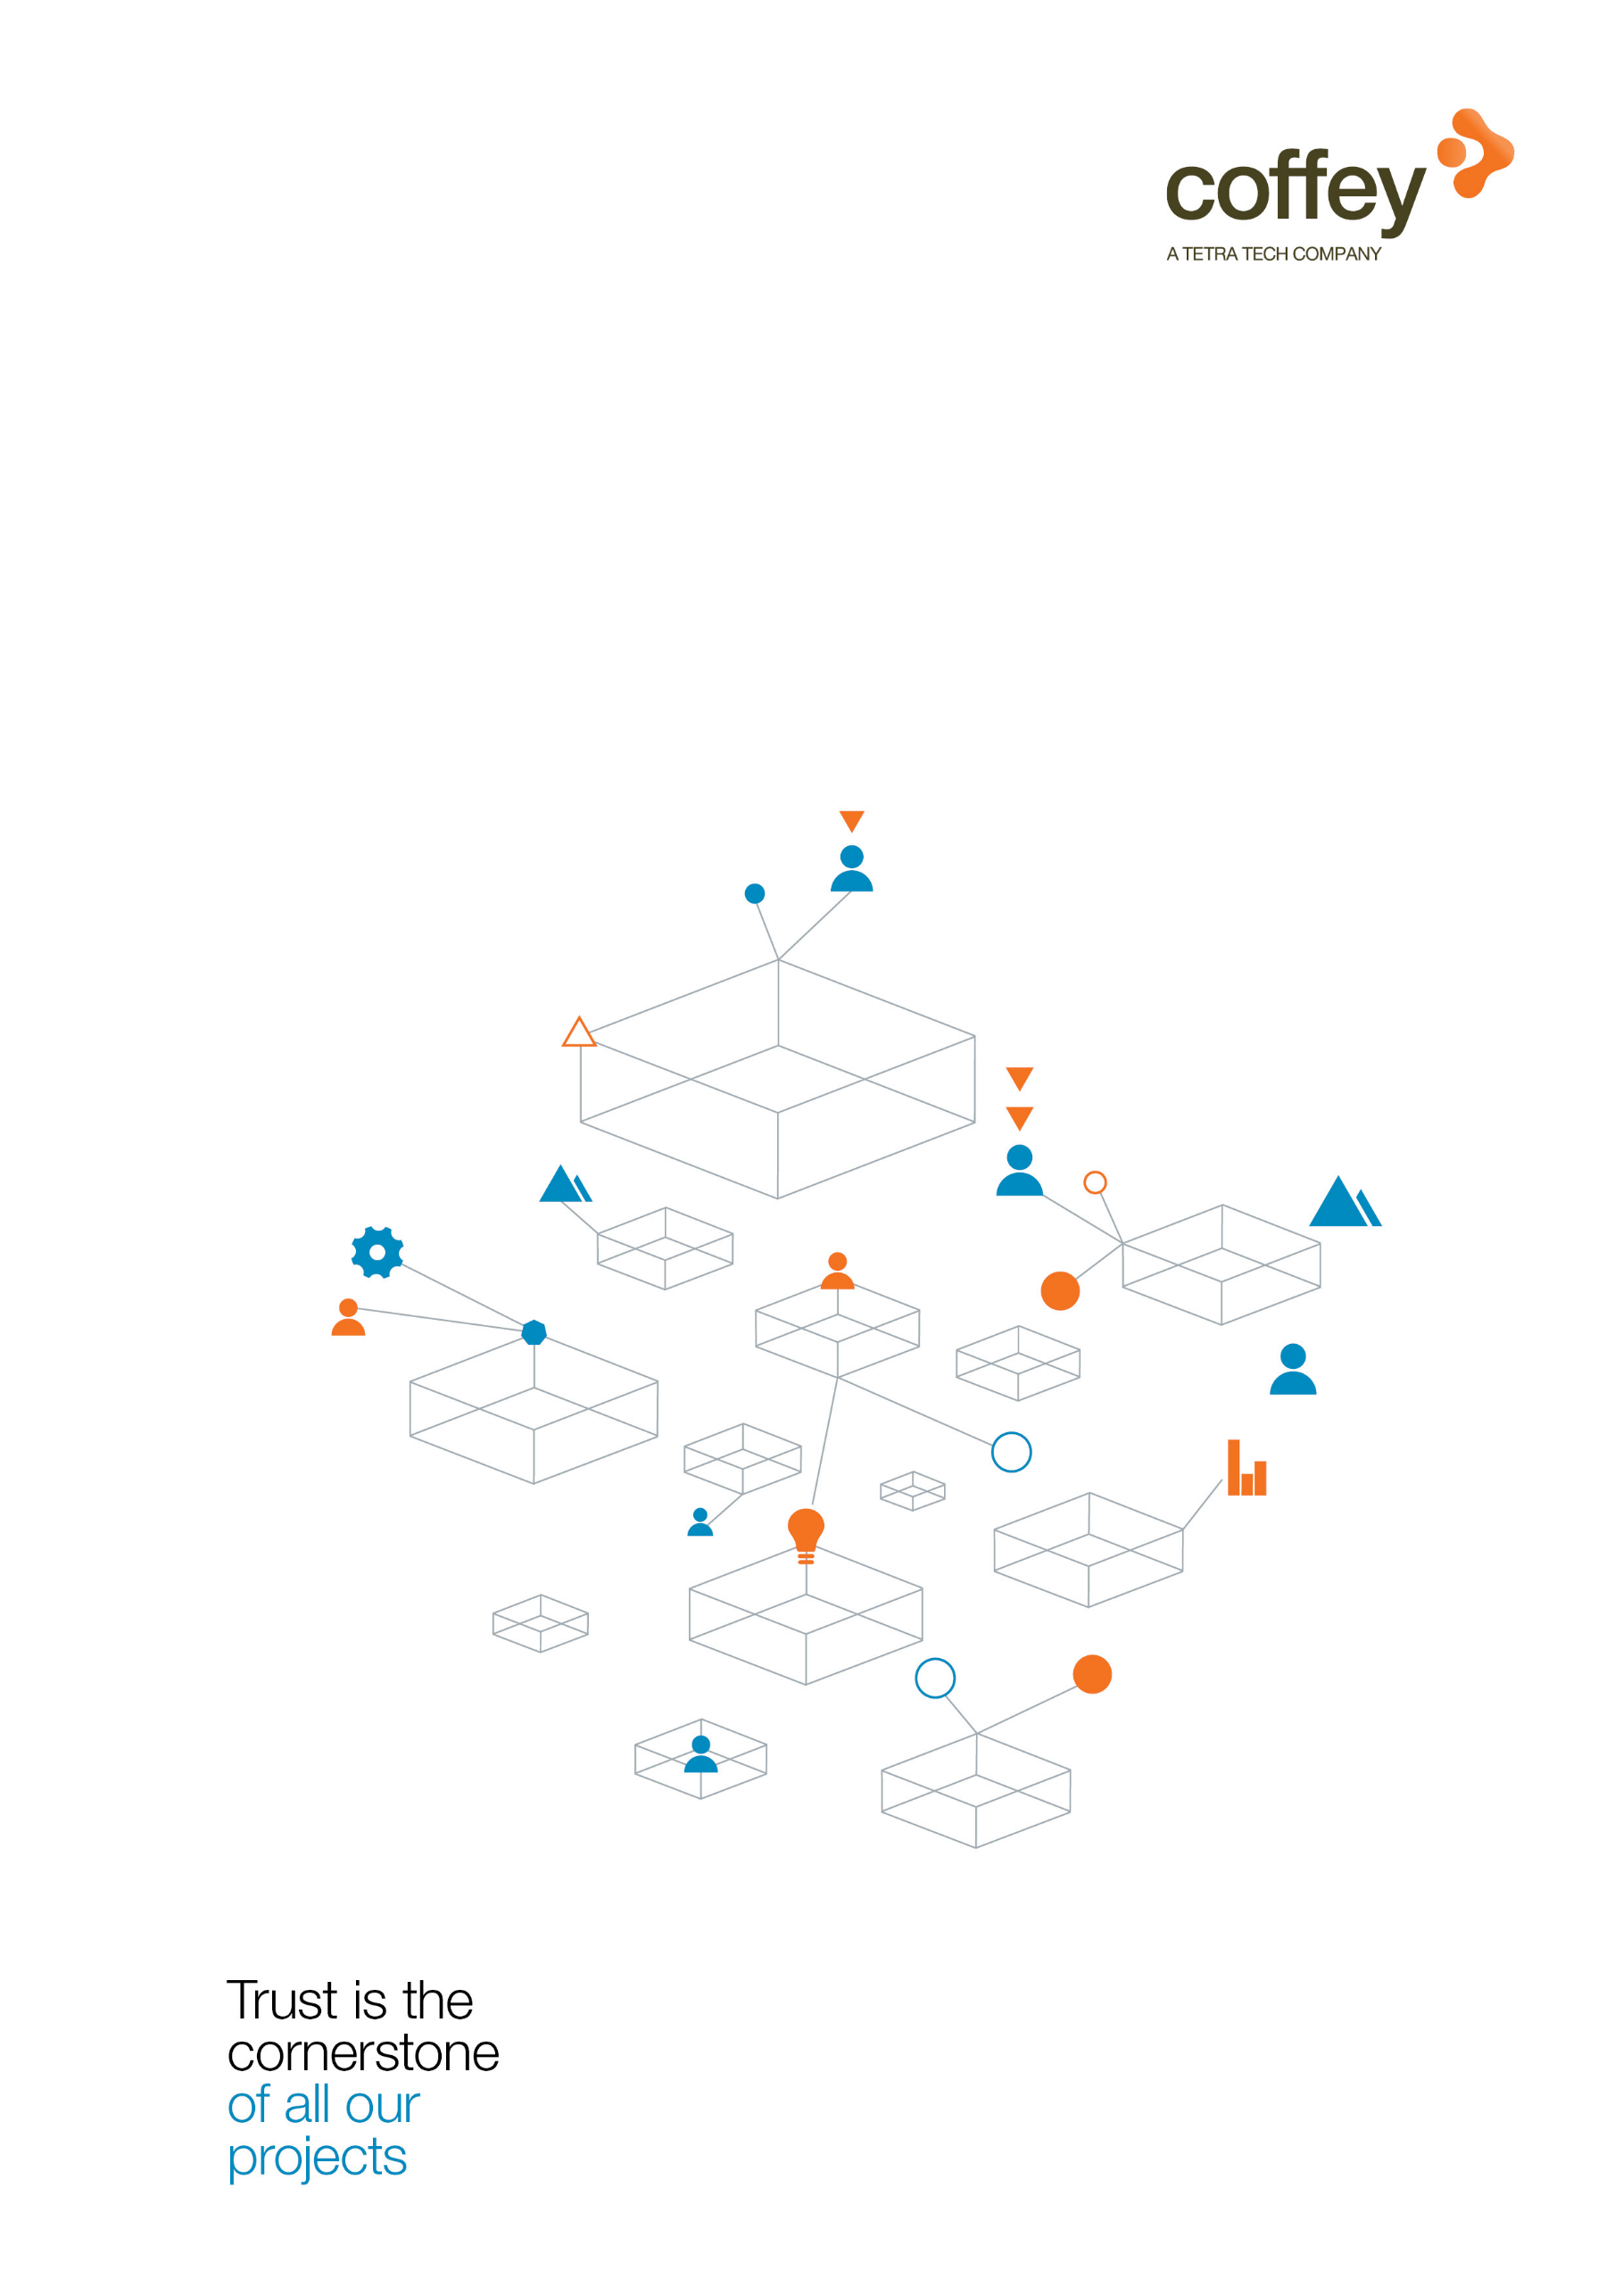 coffey
A TETRA TECH COMPANY
Trust is the
cornerstone
of all our
projects